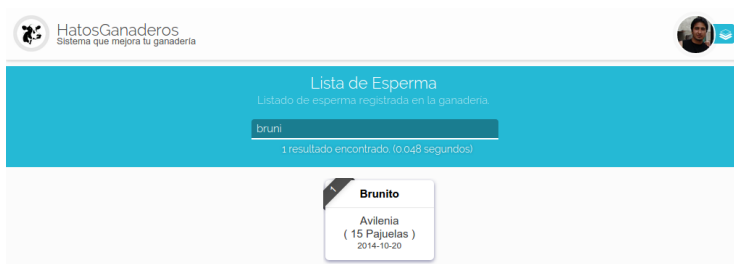 HatosGanaderos
Sistema que mejora tu ganadería
Lista de Esperma
Listado de esperma registrada en la ganadería.
bruni
1 resultado encontrado. (0.048 segundos)
1
Brunito
Avilenia
( 15 Pajuelas )
2014-10-20